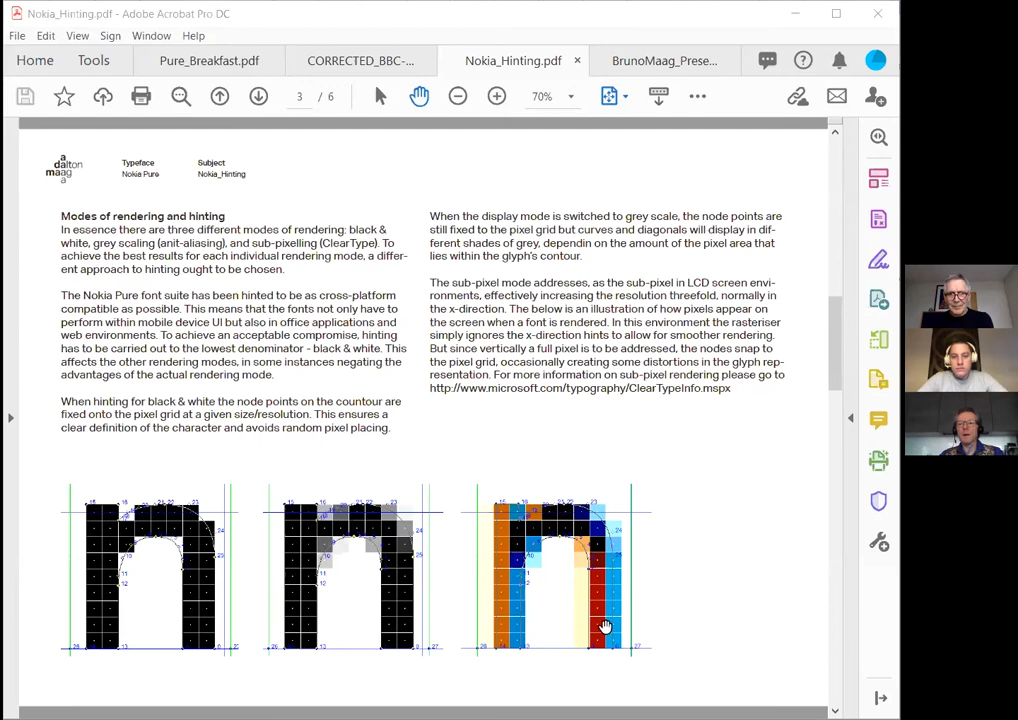 Nokia_Hinting.pdf - Adobe Acrobat Pro DC
File Edit View Sign Window Help
Home Tools Pure_Breakfast.pdf CORRECTED_BBC-... Nokia_Hinting.pdf × BrunoMaag_Prese...
3 / 6 70%
a
dalton
maag
a
Typeface
Nokia Pure
Subject
Nokia_Hinting
Modes of rendering and hinting
In essence there are three different modes of rendering: black &
white, grey scaling (anit-aliasing), and sub-pixelling (ClearType). To
achieve the best results for each individual rendering mode, a differ-
ent approach to hinting ought to be chosen.
The Nokia Pure font suite has been hinted to be as cross-platform
compatible as possible. This means that the fonts not only have to
perform within mobile device UI but also in office applications and
web environments. To achieve an acceptable compromise, hinting
has to be carried out to the lowest denominator - black & white. This
affects the other rendering modes, in some instances negating the
advantages of the actual rendering mode.
When hinting for black & white the node points on the countour are
fixed onto the pixel grid at a given size/resolution. This ensures a
clear definition of the character and avoids random pixel placing.
When the display mode is switched to grey scale, the node points are
still fixed to the pixel grid but curves and diagonals will display in dif-
ferent shades of grey, dependin on the amount of the pixel area that
lies within the glyph's contour.
The sub-pixel mode addresses, as the sub-pixel in LCD screen envi-
ronments, effectively increasing the resolution threefold, normally in
the x-direction. The below is an illustration of how pixels appear on
the screen when a font is rendered. In this environment the rasteriser
simply ignores the x-direction hints to allow for smoother rendering.
But since vertically a full pixel is to be addressed, the nodes snap to
the pixel grid, occasionally creating some distortions in the glyph rep-
resentation. For more information on sub-pixel rendering please go to
http://www.microsoft.com/typography/ClearTypeInfo.mspx